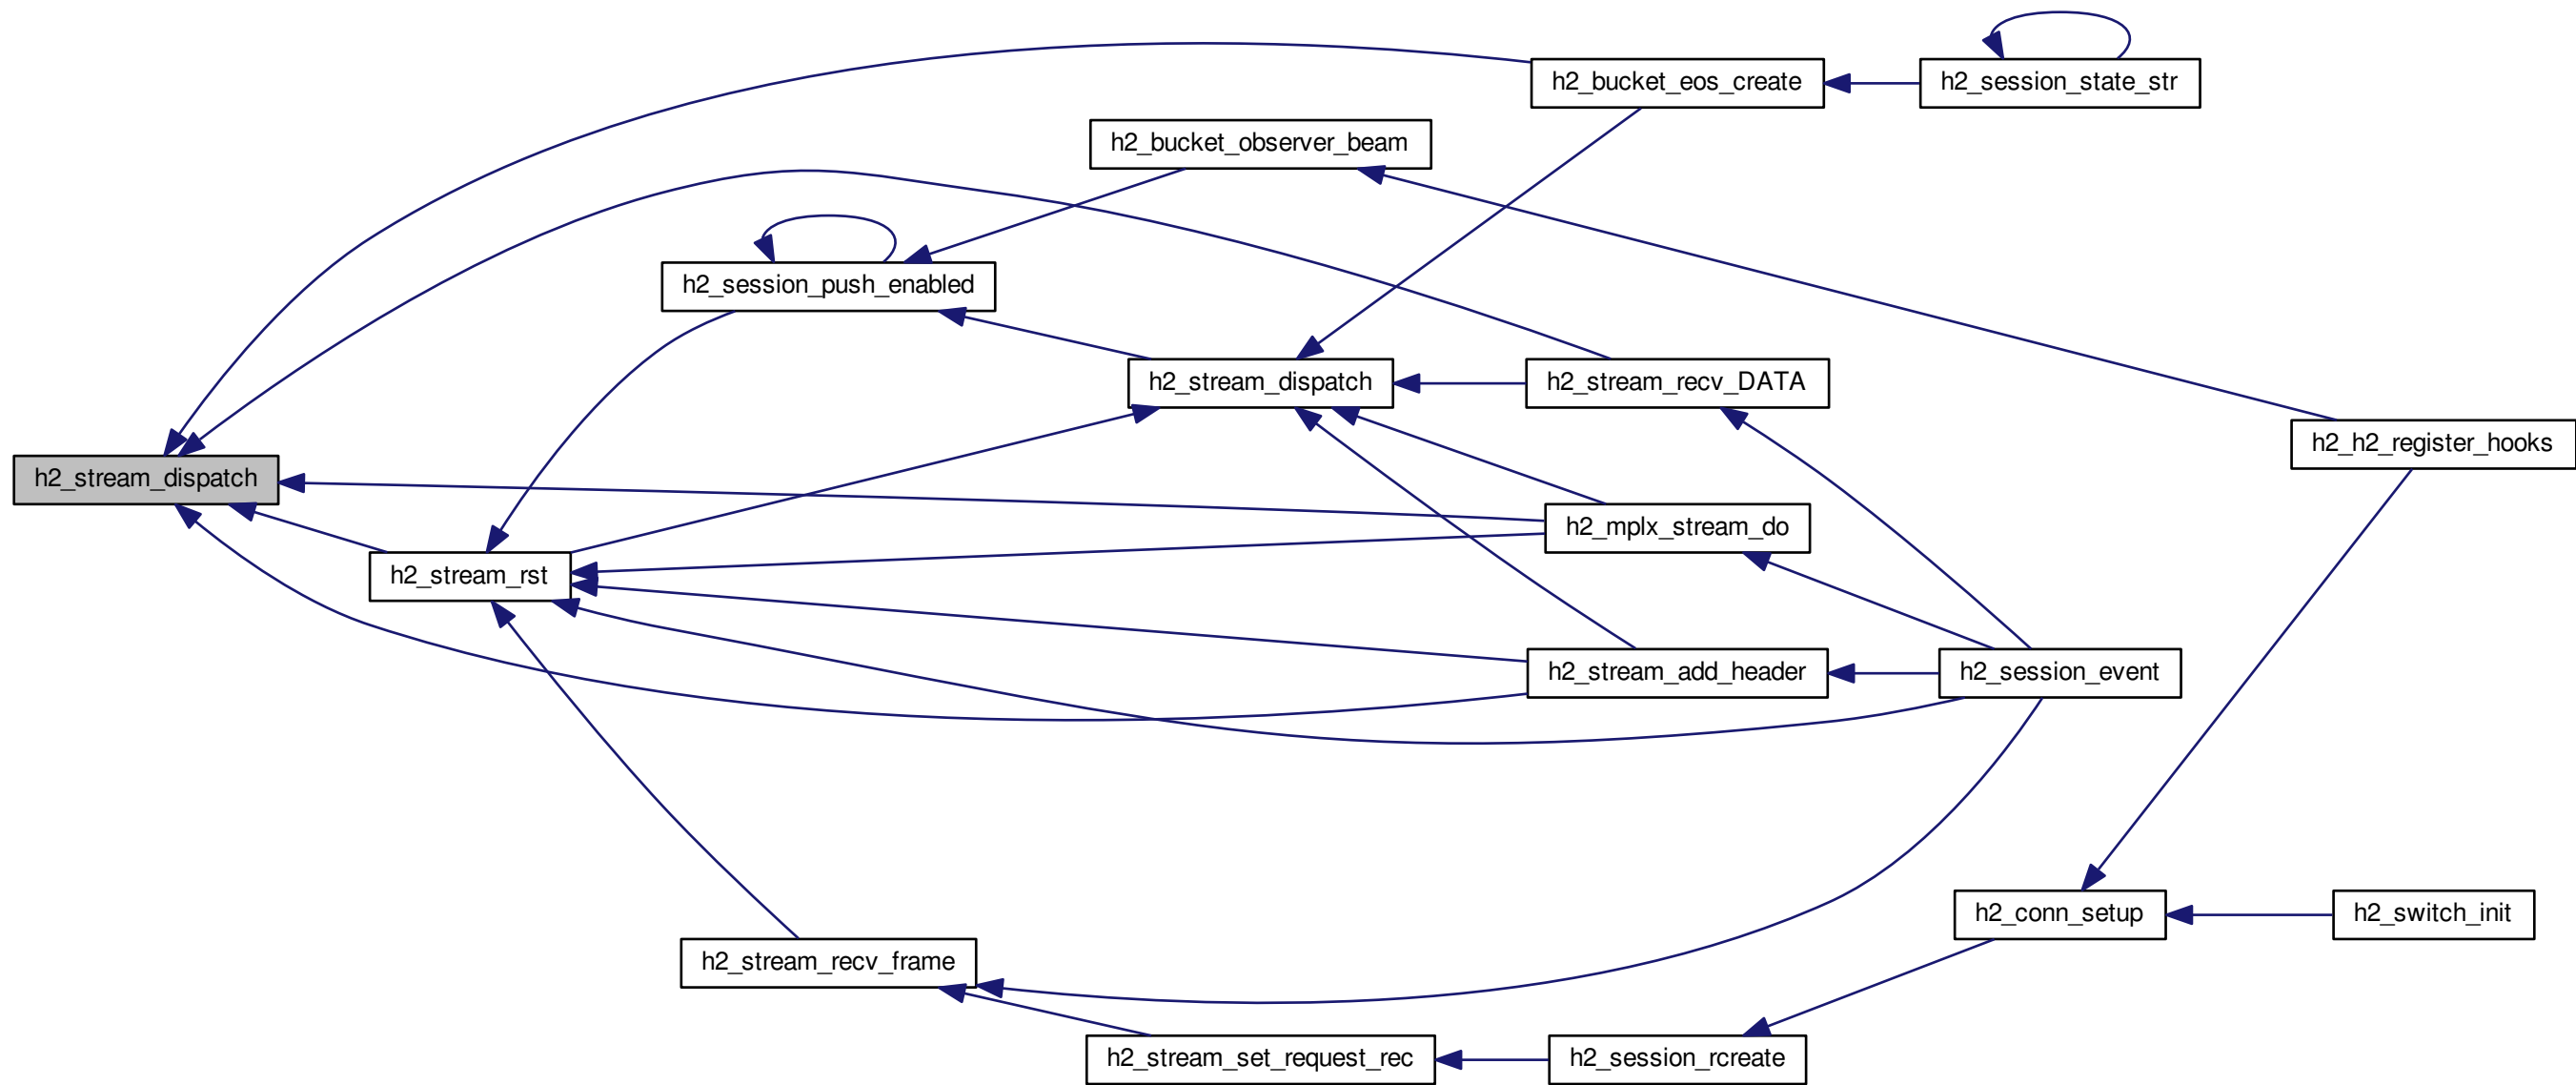 h2_bucket_eos_create
h2_session_state_str
h2_bucket_observer_beam
h2_session_push_enabled
h2_stream_dispatch
h2_stream_recv_DATA
h2_h2_register_hooks
h2_stream_dispatch
h2_mplx_stream_do
h2_stream_rst
h2_stream_add_header
h2_session_event
h2_conn_setup
h2_switch_init
h2_stream_recv_frame
h2_stream_set_request_rec
h2_session_rcreate